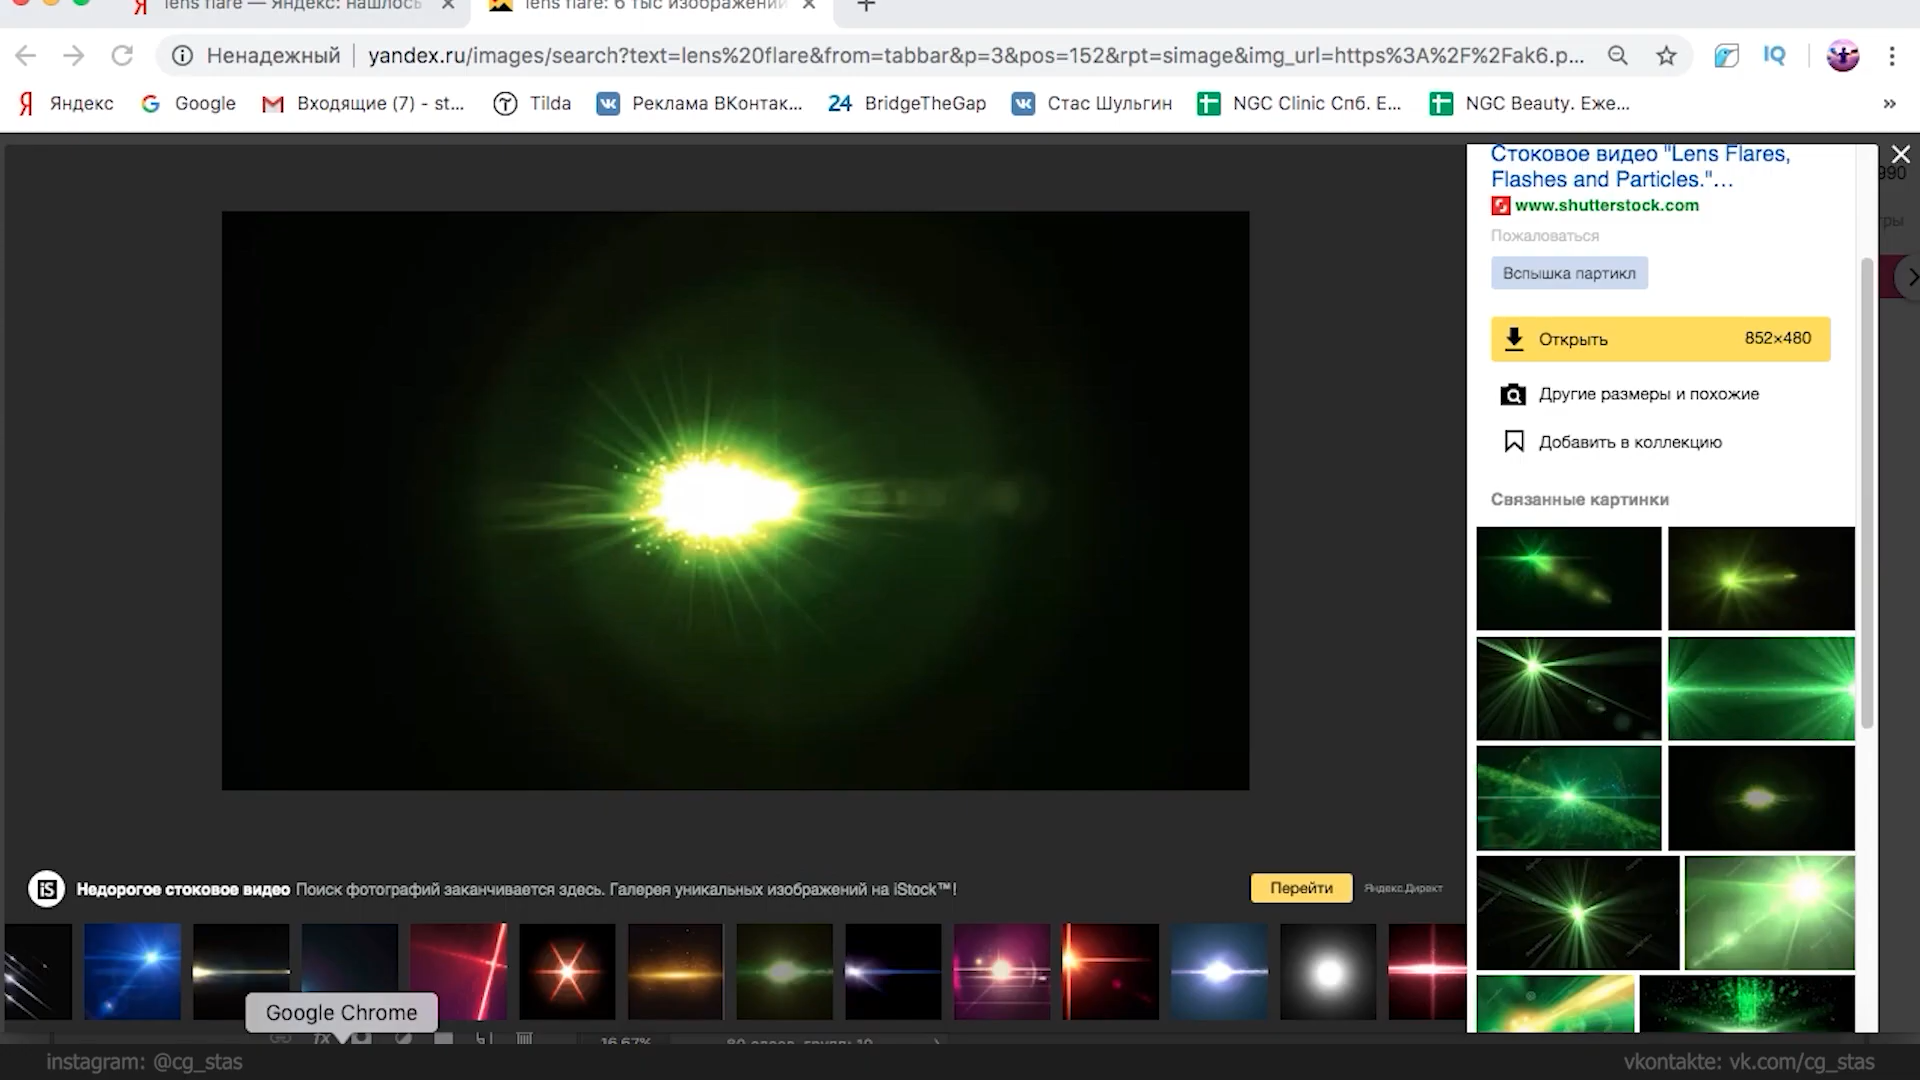 lens flare — Яндекс: нашлось
lens flare: 6 тыс изображений
Ненадежный
yandex.ru/images/search?text=lens%20flare&from=tabbar&p=3&pos=152&rpt=simage&img_url=https%3A%2F%2Fak6.p...
Яндекс
Google
Входящие (7) - st...
Tilda
Реклама ВКонтак...
24 BridgeTheGap
Стас Шульгин
NGC Clinic Спб. Е...
NGC Beauty. Еже...
»
Стоковое видео "Lens Flares,
Flashes and Particles."...
www.shutterstock.com
Пожаловаться
Вспышка партикл
Открыть
852×480
Другие размеры и похожие
Добавить в коллекцию
Связанные картинки
iS
Недорогое стоковое видео Поиск фотографий заканчивается здесь. Галерея уникальных изображений на iStock™!
Перейти
Яндекс.Директ
Google Chrome
16,67%
instagram: @cg_stas
vkontakte: vk.com/cg_stas